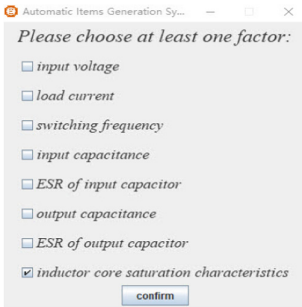 Automatic Items Generation Sy...
Please choose at least one factor:
input voltage
load current
switching frequency
input capacitance
ESR of input capacitor
output capacitance
ESR of output capacitor
inductor core saturation characteristics
confirm